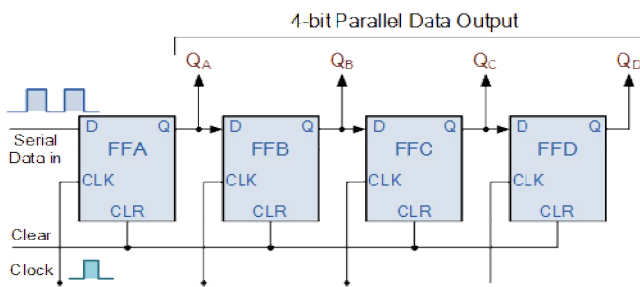 4-bit Parallel Data Output
QA QB QC QD
D Q D Q D Q D Q
Serial
Data in
FFA FFB FFC FFD
CLK CLK CLK CLK
CLR CLR CLR CLR
Clear
Clock